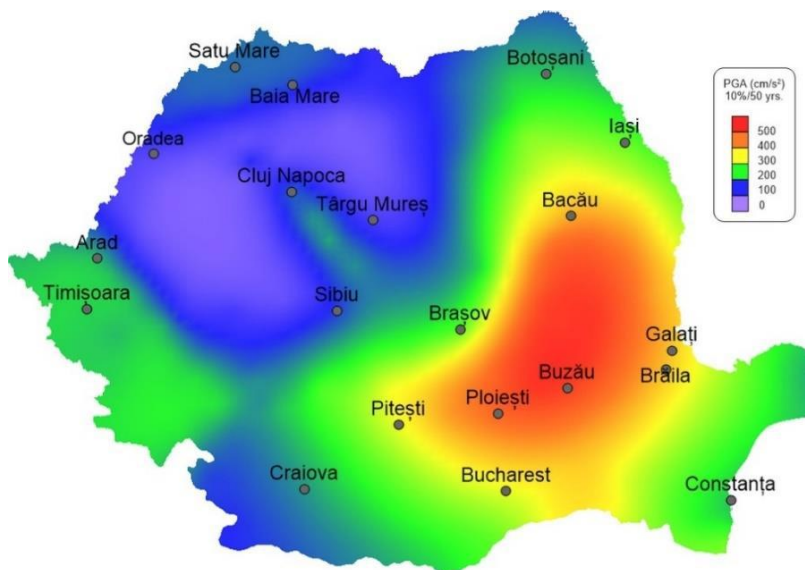 Satu Mare
Botoșani
Baia Mare
PGA (cm/s²)
10%/50 yrs.
500
400
300
200
100
0
Iași
Oradea
Cluj Napoca
Târgu Mureș
Bacău
Arad
Timișoara
Sibiu
Brașov
Galați
Brăila
Buzău
Ploiești
Pitești
Craiova
Bucharest
Constanța